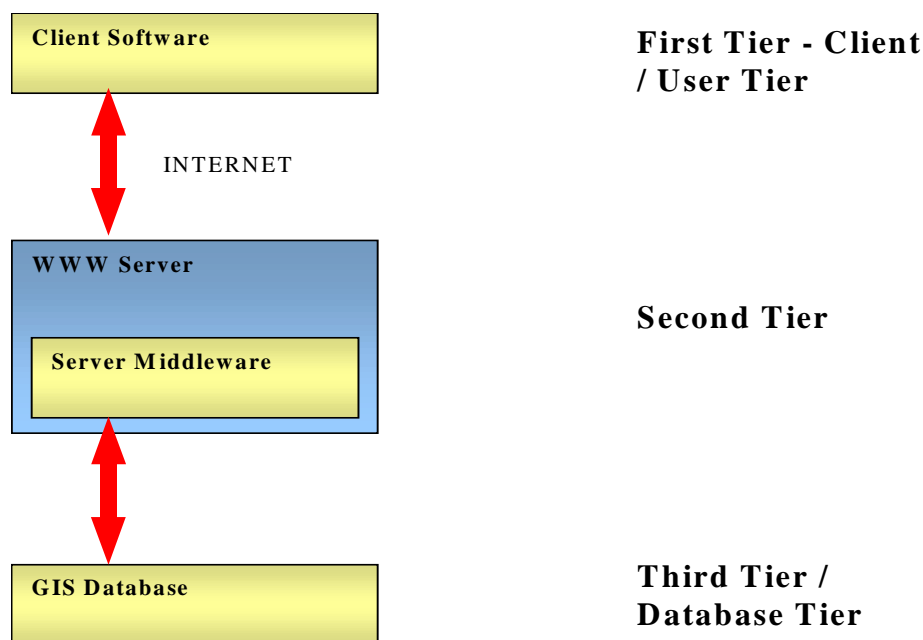 Client Software
First Tier - Client
/ User Tier
INTERNET
WWW Server
Second Tier
Server Middleware
GIS Database
Third Tier /
Database Tier